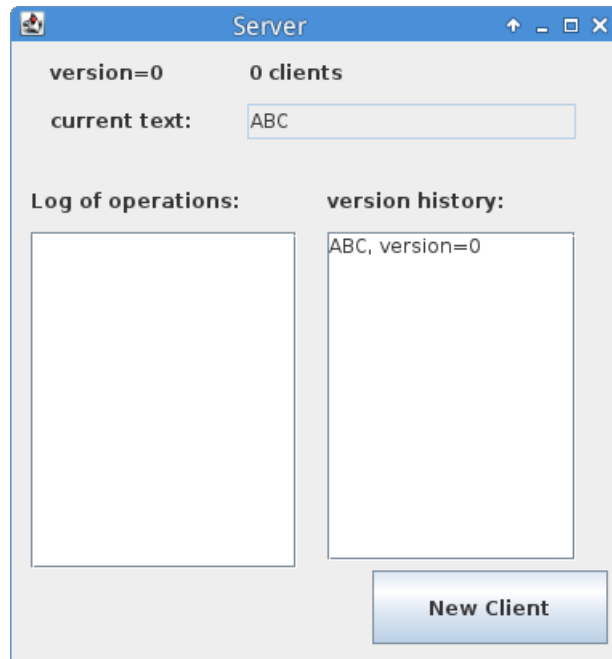 Server
version=0 0 clients
current text: ABC
Log of operations: version history:
ABC, version=0
New Client